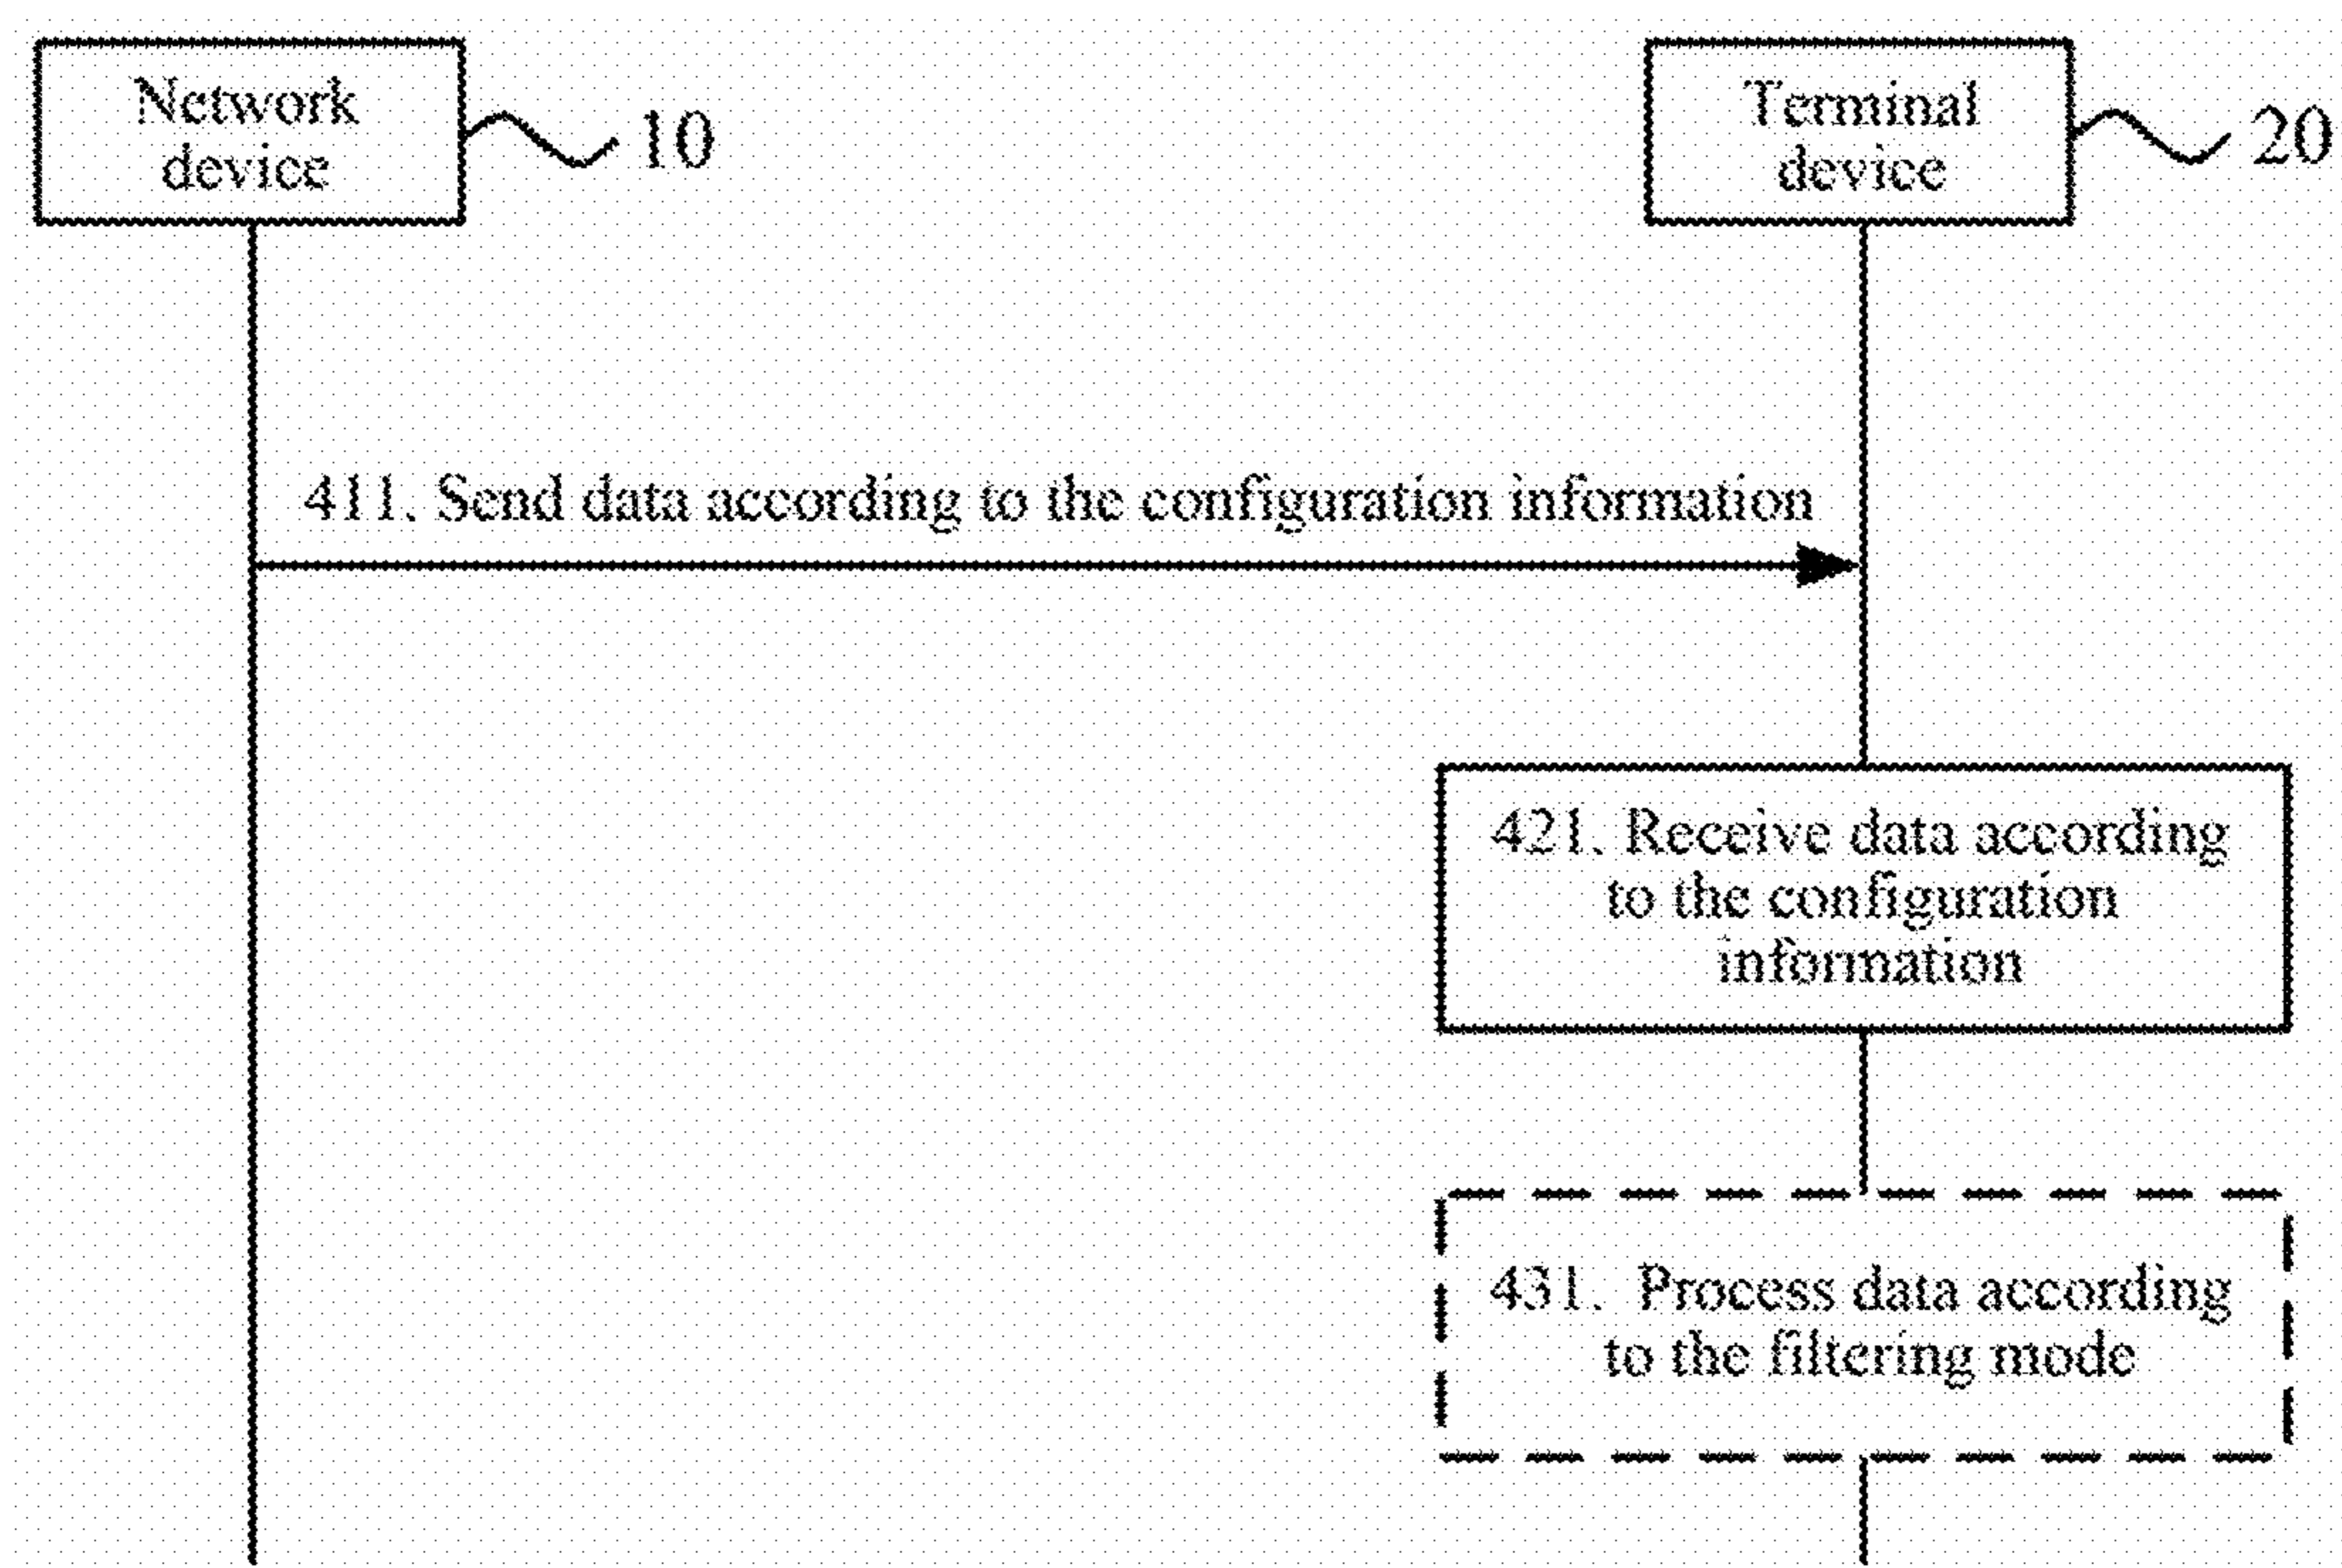 Network
device
10
Terminal
device
20
411. Send data according to the configuration information
421. Receive data according
to the configuration
information
431. Process data according
to the filtering mode